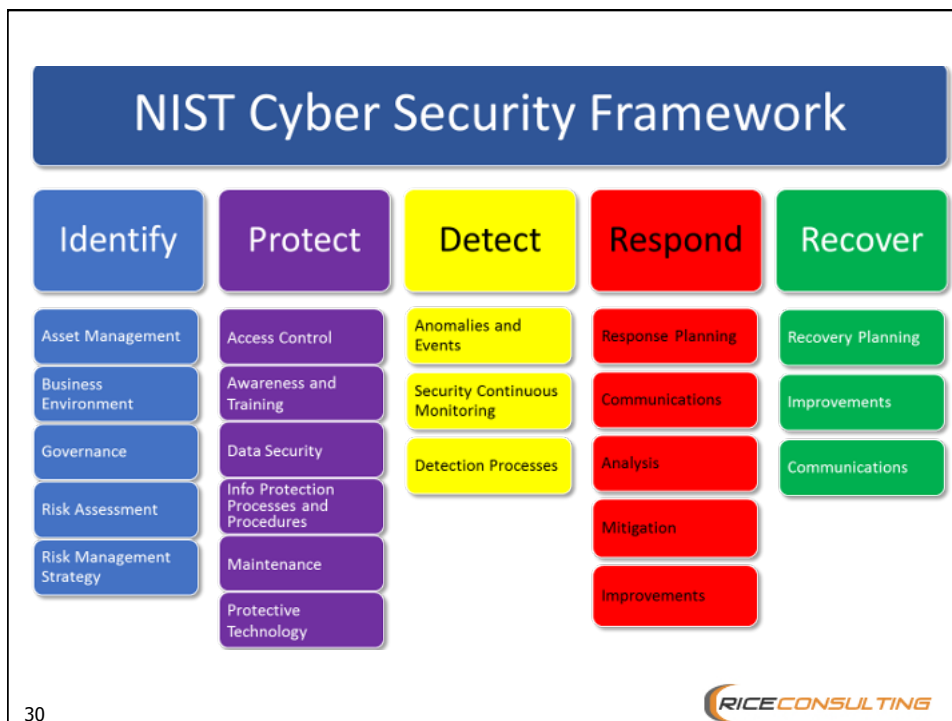 NIST Cyber Security Framework
Identify
Protect
Detect
Respond
Recover
Asset Management
Business
Environment
Governance
Risk Assessment
Risk Management
Strategy
Access Control
Awareness and
Training
Data Security
Info Protection
Processes and
Procedures
Maintenance
Protective
Technology
Anomalies and
Events
Security Continuous
Monitoring
Detection Processes
Response Planning
Communications
Analysis
Mitigation
Improvements
Recovery Planning
Improvements
Communications
30
RICECONSULTING